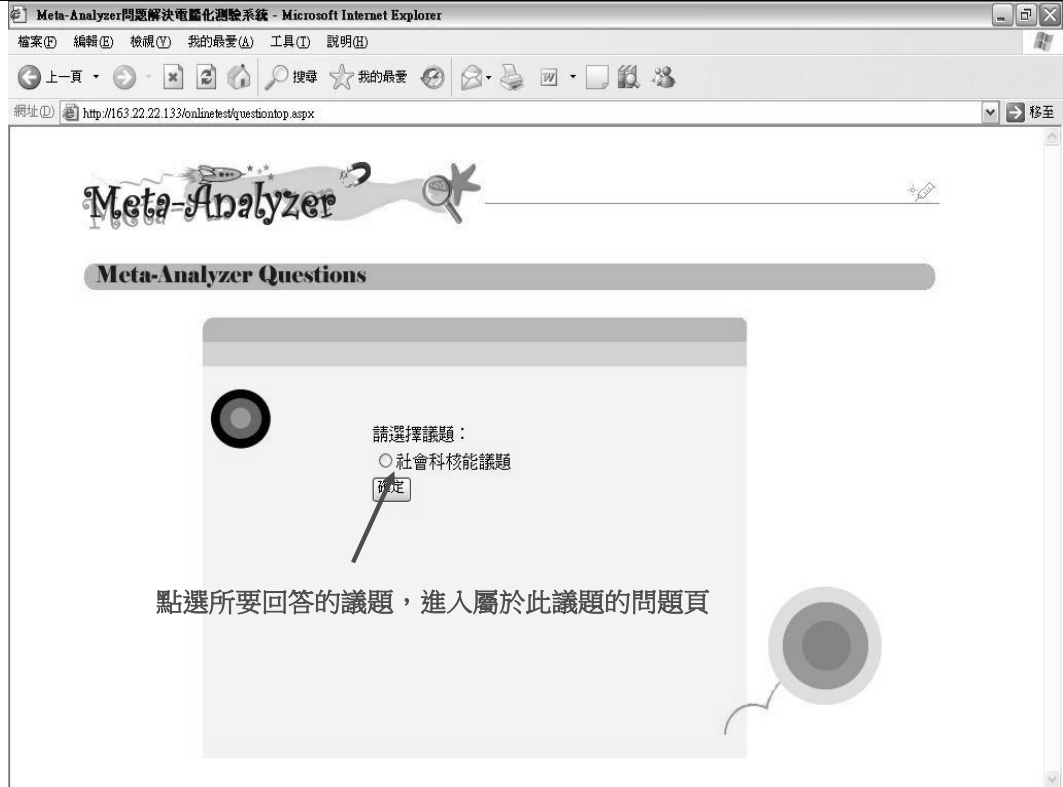 Meta-Analyzer問題解決電腦化測驗系統 - Microsoft Internet Explorer
檔案(F) 編輯(E) 檢視(V) 我的最愛(A) 工具(T) 說明(H)
上一頁 搜尋 我的最愛
網址(D) http://163.22.22.133/onlinetest/questiontop.aspx 移至
Meta-Analyzer
Meta-Analyzer Questions
請選擇議題：
社會科核能議題
確定
點選所要回答的議題，進入屬於此議題的問題頁